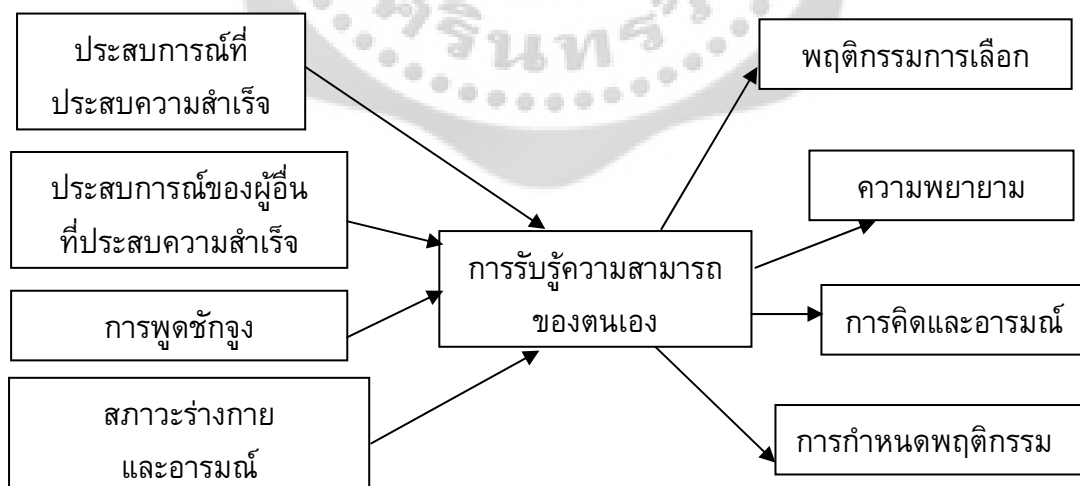 ประสบการณ์ที่
ประสบความสำเร็จ
ประสบการณ์ของผู้อื่น
ที่ประสบความสำเร็จ
การพูดชักจูง
สภาวะร่างกาย
และอารมณ์
การรับรู้ความสามารถ
ของตนเอง
พฤติกรรมการเลือก
ความพยายาม
การคิดและอารมณ์
การกำหนดพฤติกรรม